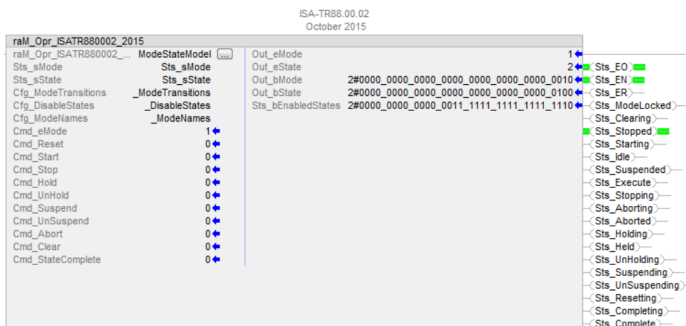 ISA-TR88.00.02
October 2015
raM_Opr_ISATR880002_2015
raM_Opr_ISATR880002_... ModeStateModel ... Out_eMode 1
Sts_sMode Sts_sMode Out_eState 2 Sts_EO
Sts_sState Sts_sState Out_bMode 2#0000_0000_0000_0000_0000_0000_0000_0010 Sts_EN
Cfg_ModeTransitions _ModeTransitions Out_bState 2#0000_0000_0000_0000_0000_0000_0000_0100 Sts_ER
Cfg_DisableStates _DisableStates Sts_bEnabledStates 2#0000_0000_0000_0011_1111_1111_1111_1110 Sts_ModeLocked
Cfg_ModeNames _ModeNames Sts_Clearing
Cmd_eMode 1 Sts_Stopped
Cmd_Reset 0 Sts_Starting
Cmd_Start 0 Sts_Idle
Cmd_Stop 0 Sts_Suspended
Cmd_Hold 0 Sts_Execute
Cmd_UnHold 0 Sts_Stopping
Cmd_Suspend 0 Sts_Aborting
Cmd_UnSuspend 0 Sts_Aborted
Cmd_Abort 0 Sts_Holding
Cmd_Clear 0 Sts_Held
Cmd_StateComplete 0 Sts_UnHolding
Sts_Suspending
Sts_UnSuspending
Sts_Resetting
Sts_Completing
Sts_Complete